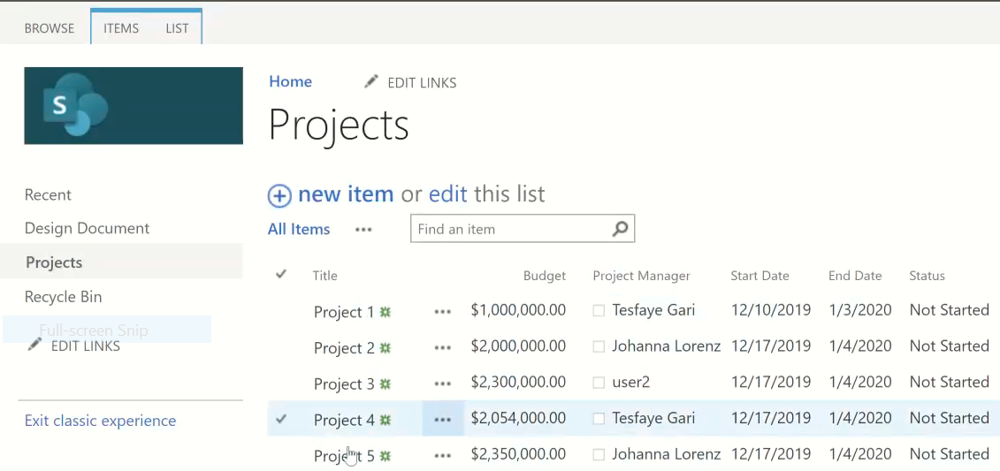 BROWSE ITEMS LIST
S
Home EDIT LINKS
Projects
new item or edit this list
All Items ... Find an item
Recent
Design Document
Projects
Recycle Bin
Full-screen Snip
EDIT LINKS
Exit classic experience
Title Budget Project Manager Start Date End Date Status
Project 1 ... $1,000,000.00 Tesfaye Gari 12/10/2019 1/3/2020 Not Started
Project 2 ... $2,000,000.00 Johanna Lorenz 12/17/2019 1/4/2020 Not Started
Project 3 ... $2,300,000.00 user2 12/17/2019 1/4/2020 Not Started
Project 4 ... $2,054,000.00 Tesfaye Gari 12/17/2019 1/4/2020 Not Started
Project 5 ... $2,350,000.00 Johanna Lorenz 12/17/2019 1/4/2020 Not Started